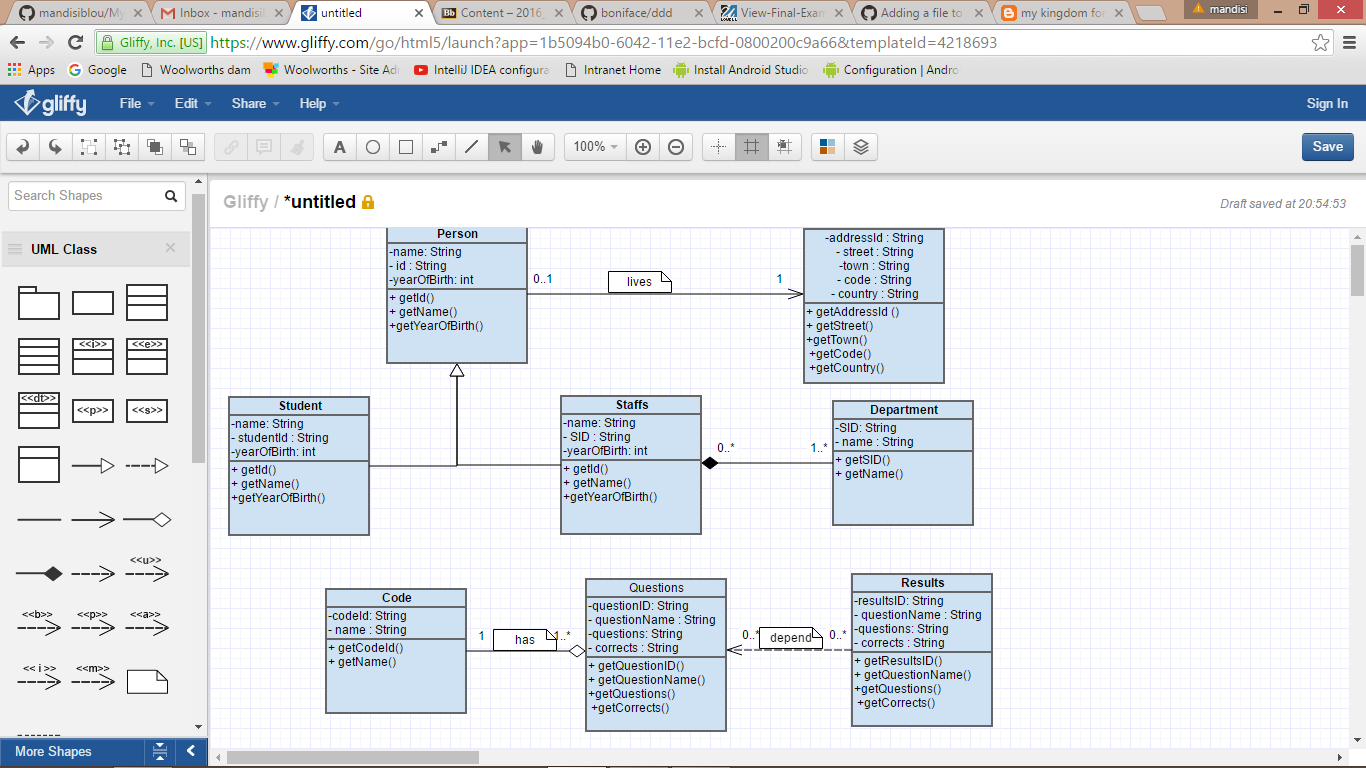 mandisiblou/My
Inbox - mandisi
untitled
Content – 2016_
boniface/ddd
View-Final-Exam
Adding a file to
my kingdom for
mandisi
Gliffy, Inc. [US]
https://www.gliffy.com/go/html5/launch?app=1b5094b0-6042-11e2-bcfd-0800200c9a66&templateId=4218693
Apps
Google
Woolworths dam
Woolworths - Site Ad
IntelliJ IDEA configura
Intranet Home
Install Android Studio
Configuration | Andro
gliffy
File
Edit
Share
Help
Sign In
A
100%
Save
Search Shapes
Gliffy / *untitled
Draft saved at 20:54:53
UML Class
<<i>>
<<e>>
<<dt>>
<<p>>
<<s>>
<<u>>
<<b>>
<<p>>
<<a>>
<< i >>
<<m>>
More Shapes
Person
-name: String
- id : String
-yearOfBirth: int
+ getId()
+ getName()
+getYearOfBirth()
0..1
lives
1
-addressId : String
- street : String
-town : String
- code : String
- country : String
+ getAddressId ()
+ getStreet()
+getTown()
+getCode()
+getCountry()
Student
-name: String
- studentId : String
-yearOfBirth: int
+ getId()
+ getName()
+getYearOfBirth()
Staffs
-name: String
- SID : String
-yearOfBirth: int
+ getId()
+ getName()
+getYearOfBirth()
0..*
1..*
Department
-SID: String
- name : String
+ getSID()
+ getName()
Code
-codeId: String
- name : String
+ getCodeId()
+ getName()
1
has
1..*
Questions
-questionID: String
- questionName : String
-questions: String
- corrects : String
+ getQuestionID()
+ getQuestionName()
+getQuestions()
+getCorrects()
0..*
depend
0..*
Results
-resultsID: String
- questionName : String
-questions: String
- corrects : String
+ getResultsID()
+ getQuestionName()
+getQuestions()
+getCorrects()